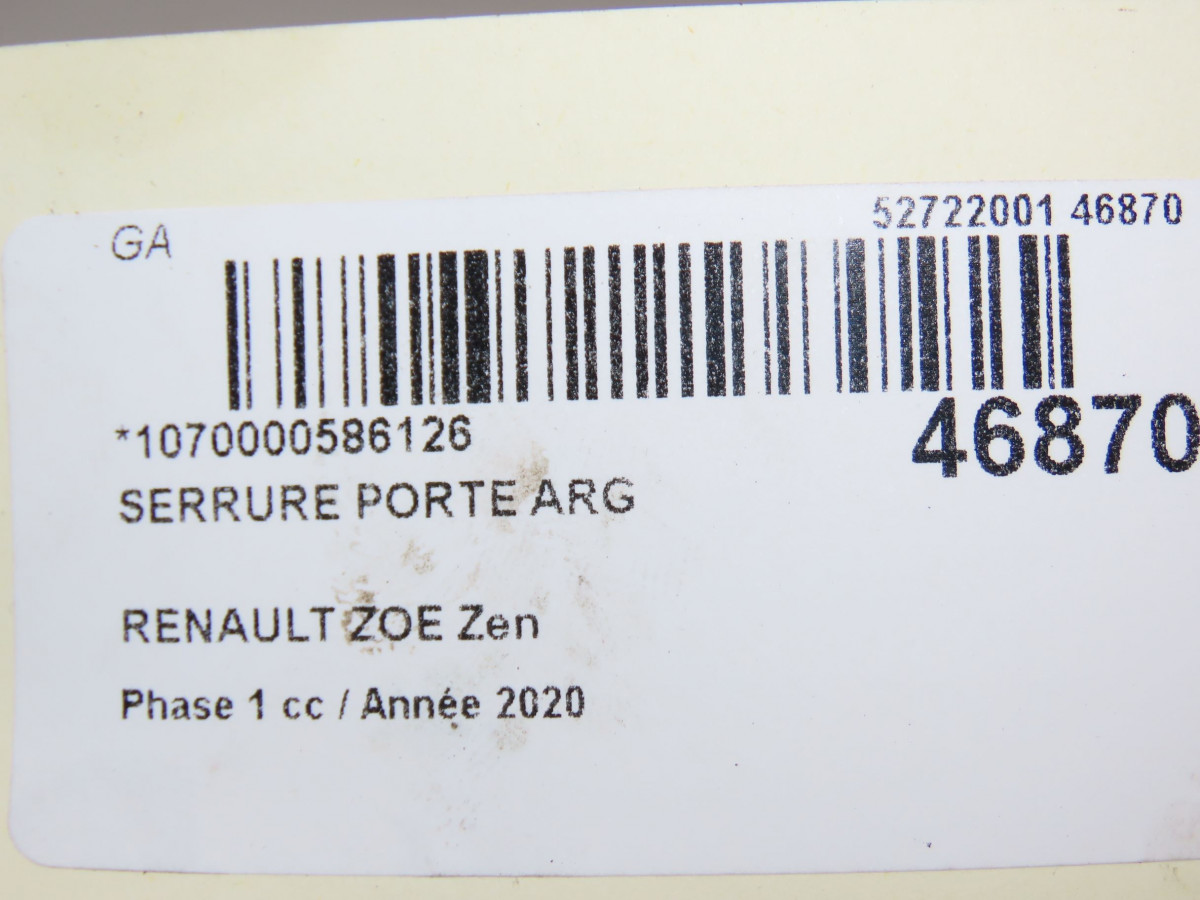 GA
52722001 46870
*1070000586126
46870
SERRURE PORTE ARG
RENAULT ZOE Zen
Phase 1 cc / Année 2020